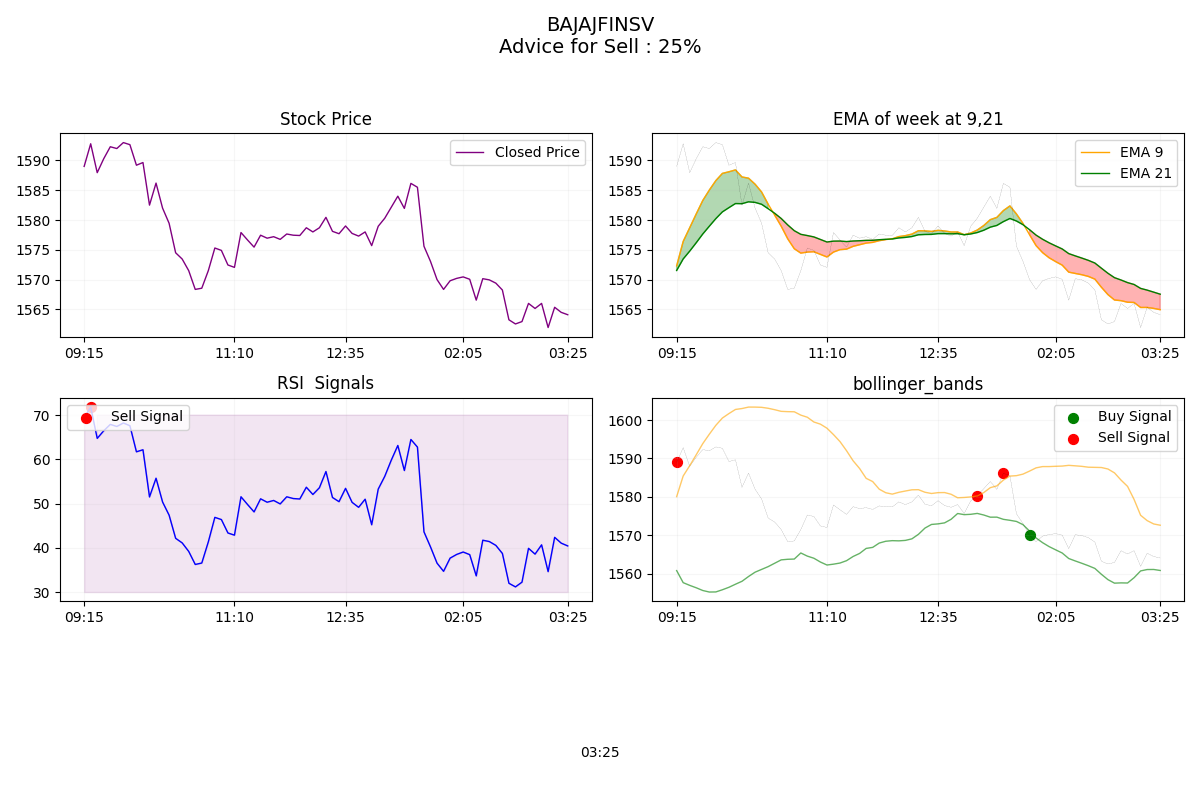 BAJAJFINSV
Advice for Sell : 25%
Stock Price
Closed Price
1590
1585
1580
1575
1570
1565
09:15 11:10 12:35 02:05 03:25
EMA of week at 9,21
EMA 9
EMA 21
1590
1585
1580
1575
1570
1565
09:15 11:10 12:35 02:05 03:25
RSI  Signals
Sell Signal
70
60
50
40
30
09:15 11:10 12:35 02:05 03:25
bollinger_bands
Buy Signal
Sell Signal
1600
1590
1580
1570
1560
09:15 11:10 12:35 02:05 03:25
03:25